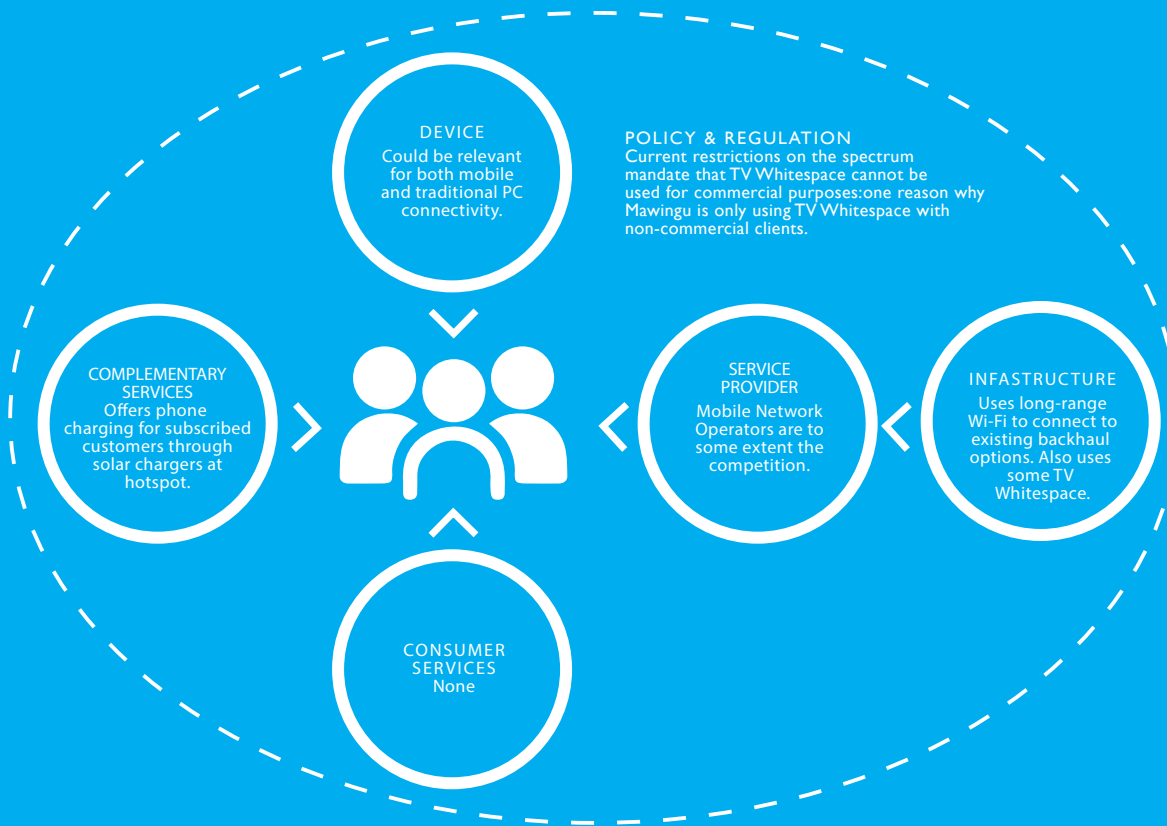 DEVICE
Could be relevant
for both mobile
and traditional PC
connectivity.
POLICY & REGULATION
Current restrictions on the spectrum
mandate that TV Whitespace cannot be
used for commercial purposes:one reason why
Mawingu is only using TV Whitespace with
non-commercial clients.
COMPLEMENTARY
SERVICES
Offers phone
charging for subscribed
customers through
solar chargers at
hotspot.
SERVICE
PROVIDER
Mobile Network
Operators are to
some extent the
competition.
INFASTRUCTURE
Uses long-range
Wi-Fi to connect to
existing backhaul
options. Also uses
some TV
Whitespace.
CONSUMER
SERVICES
None